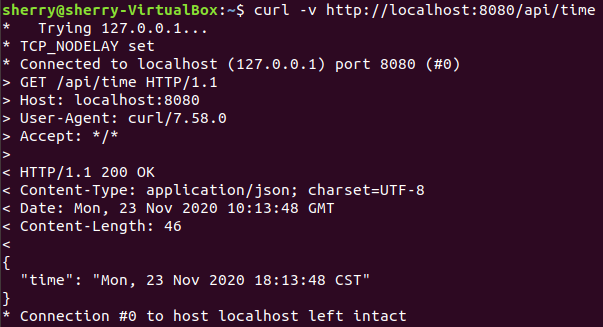 sherry@sherry-VirtualBox:~$ curl -v http://localhost:8080/api/time
*   Trying 127.0.0.1...
* TCP_NODELAY set
* Connected to localhost (127.0.0.1) port 8080 (#0)
> GET /api/time HTTP/1.1
> Host: localhost:8080
> User-Agent: curl/7.58.0
> Accept: */*
>
< HTTP/1.1 200 OK
< Content-Type: application/json; charset=UTF-8
< Date: Mon, 23 Nov 2020 10:13:48 GMT
< Content-Length: 46
<
{
  "time": "Mon, 23 Nov 2020 18:13:48 CST"
}
* Connection #0 to host localhost left intact